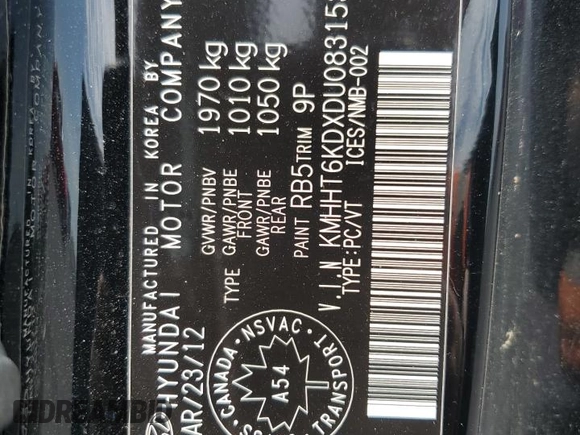 MANUFACTURED IN KOREA BY
HYUNDAI MOTOR COMPANY
AR/23/12
GVWR/PNBV 1970 kg
TYPE GAWR/PNBE FRONT 1010 kg
GAWR/PNBE REAR 1050 kg
PAINT RB5 TRIM 9P
V.I.N KMHHT6KDXDU08315
TYPE:PC/VT ICES/NMB-002
CANADA NSVAC
A54
TRANSPORT